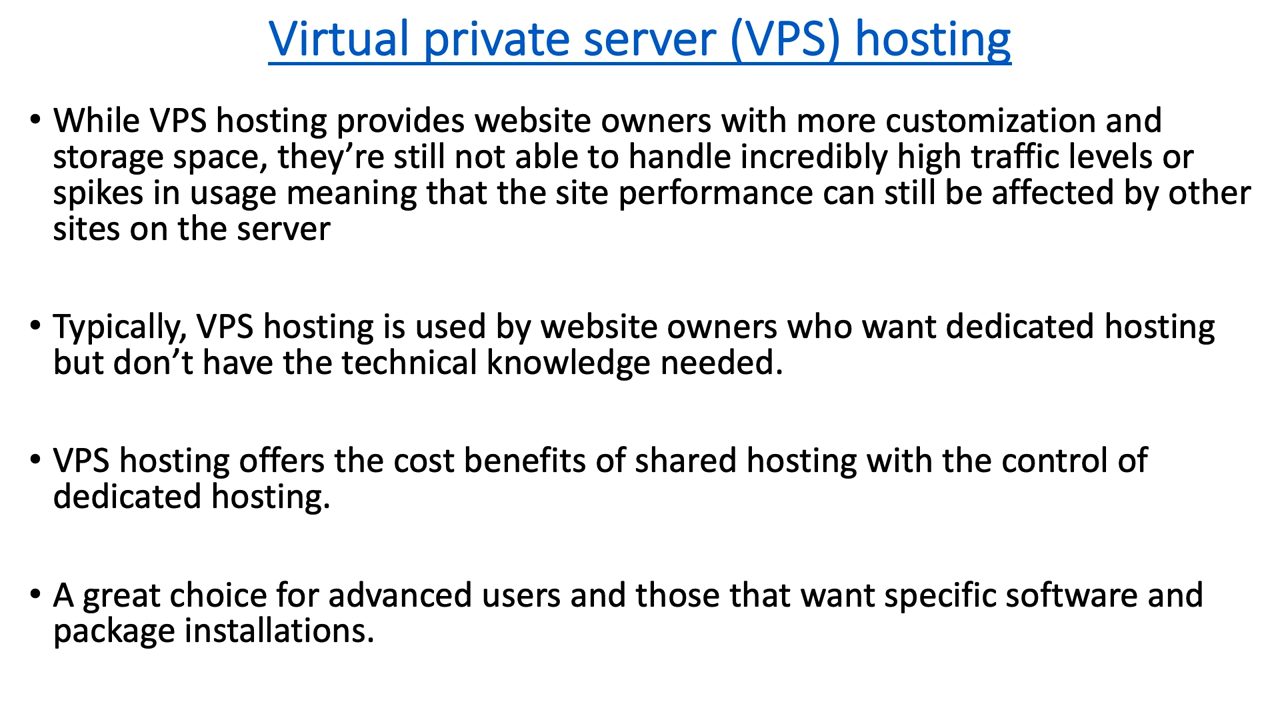 Virtual private server (VPS) hosting
• While VPS hosting provides website owners with more customization and
storage space, they’re still not able to handle incredibly high traffic levels or
spikes in usage meaning that the site performance can still be affected by other
sites on the server
• Typically, VPS hosting is used by website owners who want dedicated hosting
but don’t have the technical knowledge needed.
• VPS hosting offers the cost benefits of shared hosting with the control of
dedicated hosting.
• A great choice for advanced users and those that want specific software and
package installations.